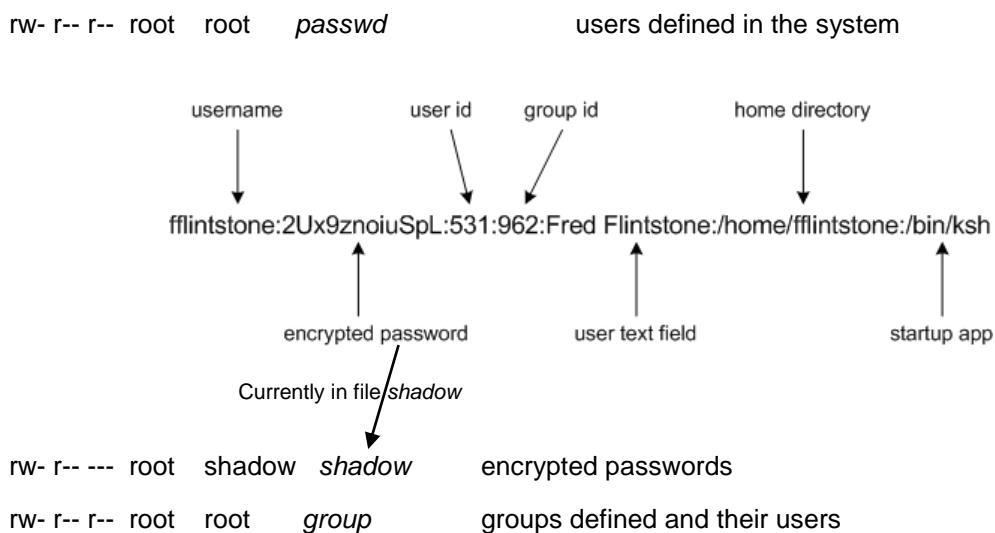 rw- r-- r-- root root passwd users defined in the system
username user id group id home directory
fflintstone:2Ux9znoiuSpL:531:962:Fred Flintstone:/home/fflintstone:/bin/ksh
encrypted password user text field startup app
Currently in file shadow
rw- r-- --- root shadow shadow encrypted passwords
rw- r-- r-- root root group groups defined and their users